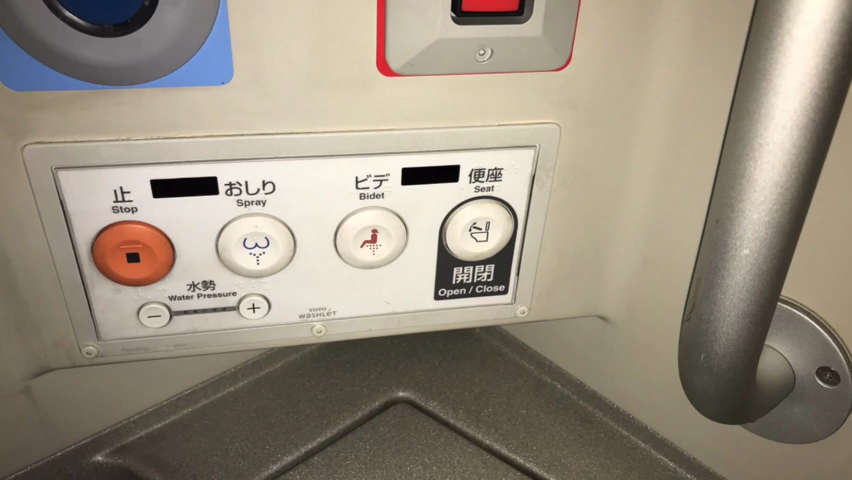 止
Stop
おしり
Spray
ビデ
Bidet
便座
Seat
水勢
Water Pressure
− +
開閉
Open / Close
TOTO
WASHLET